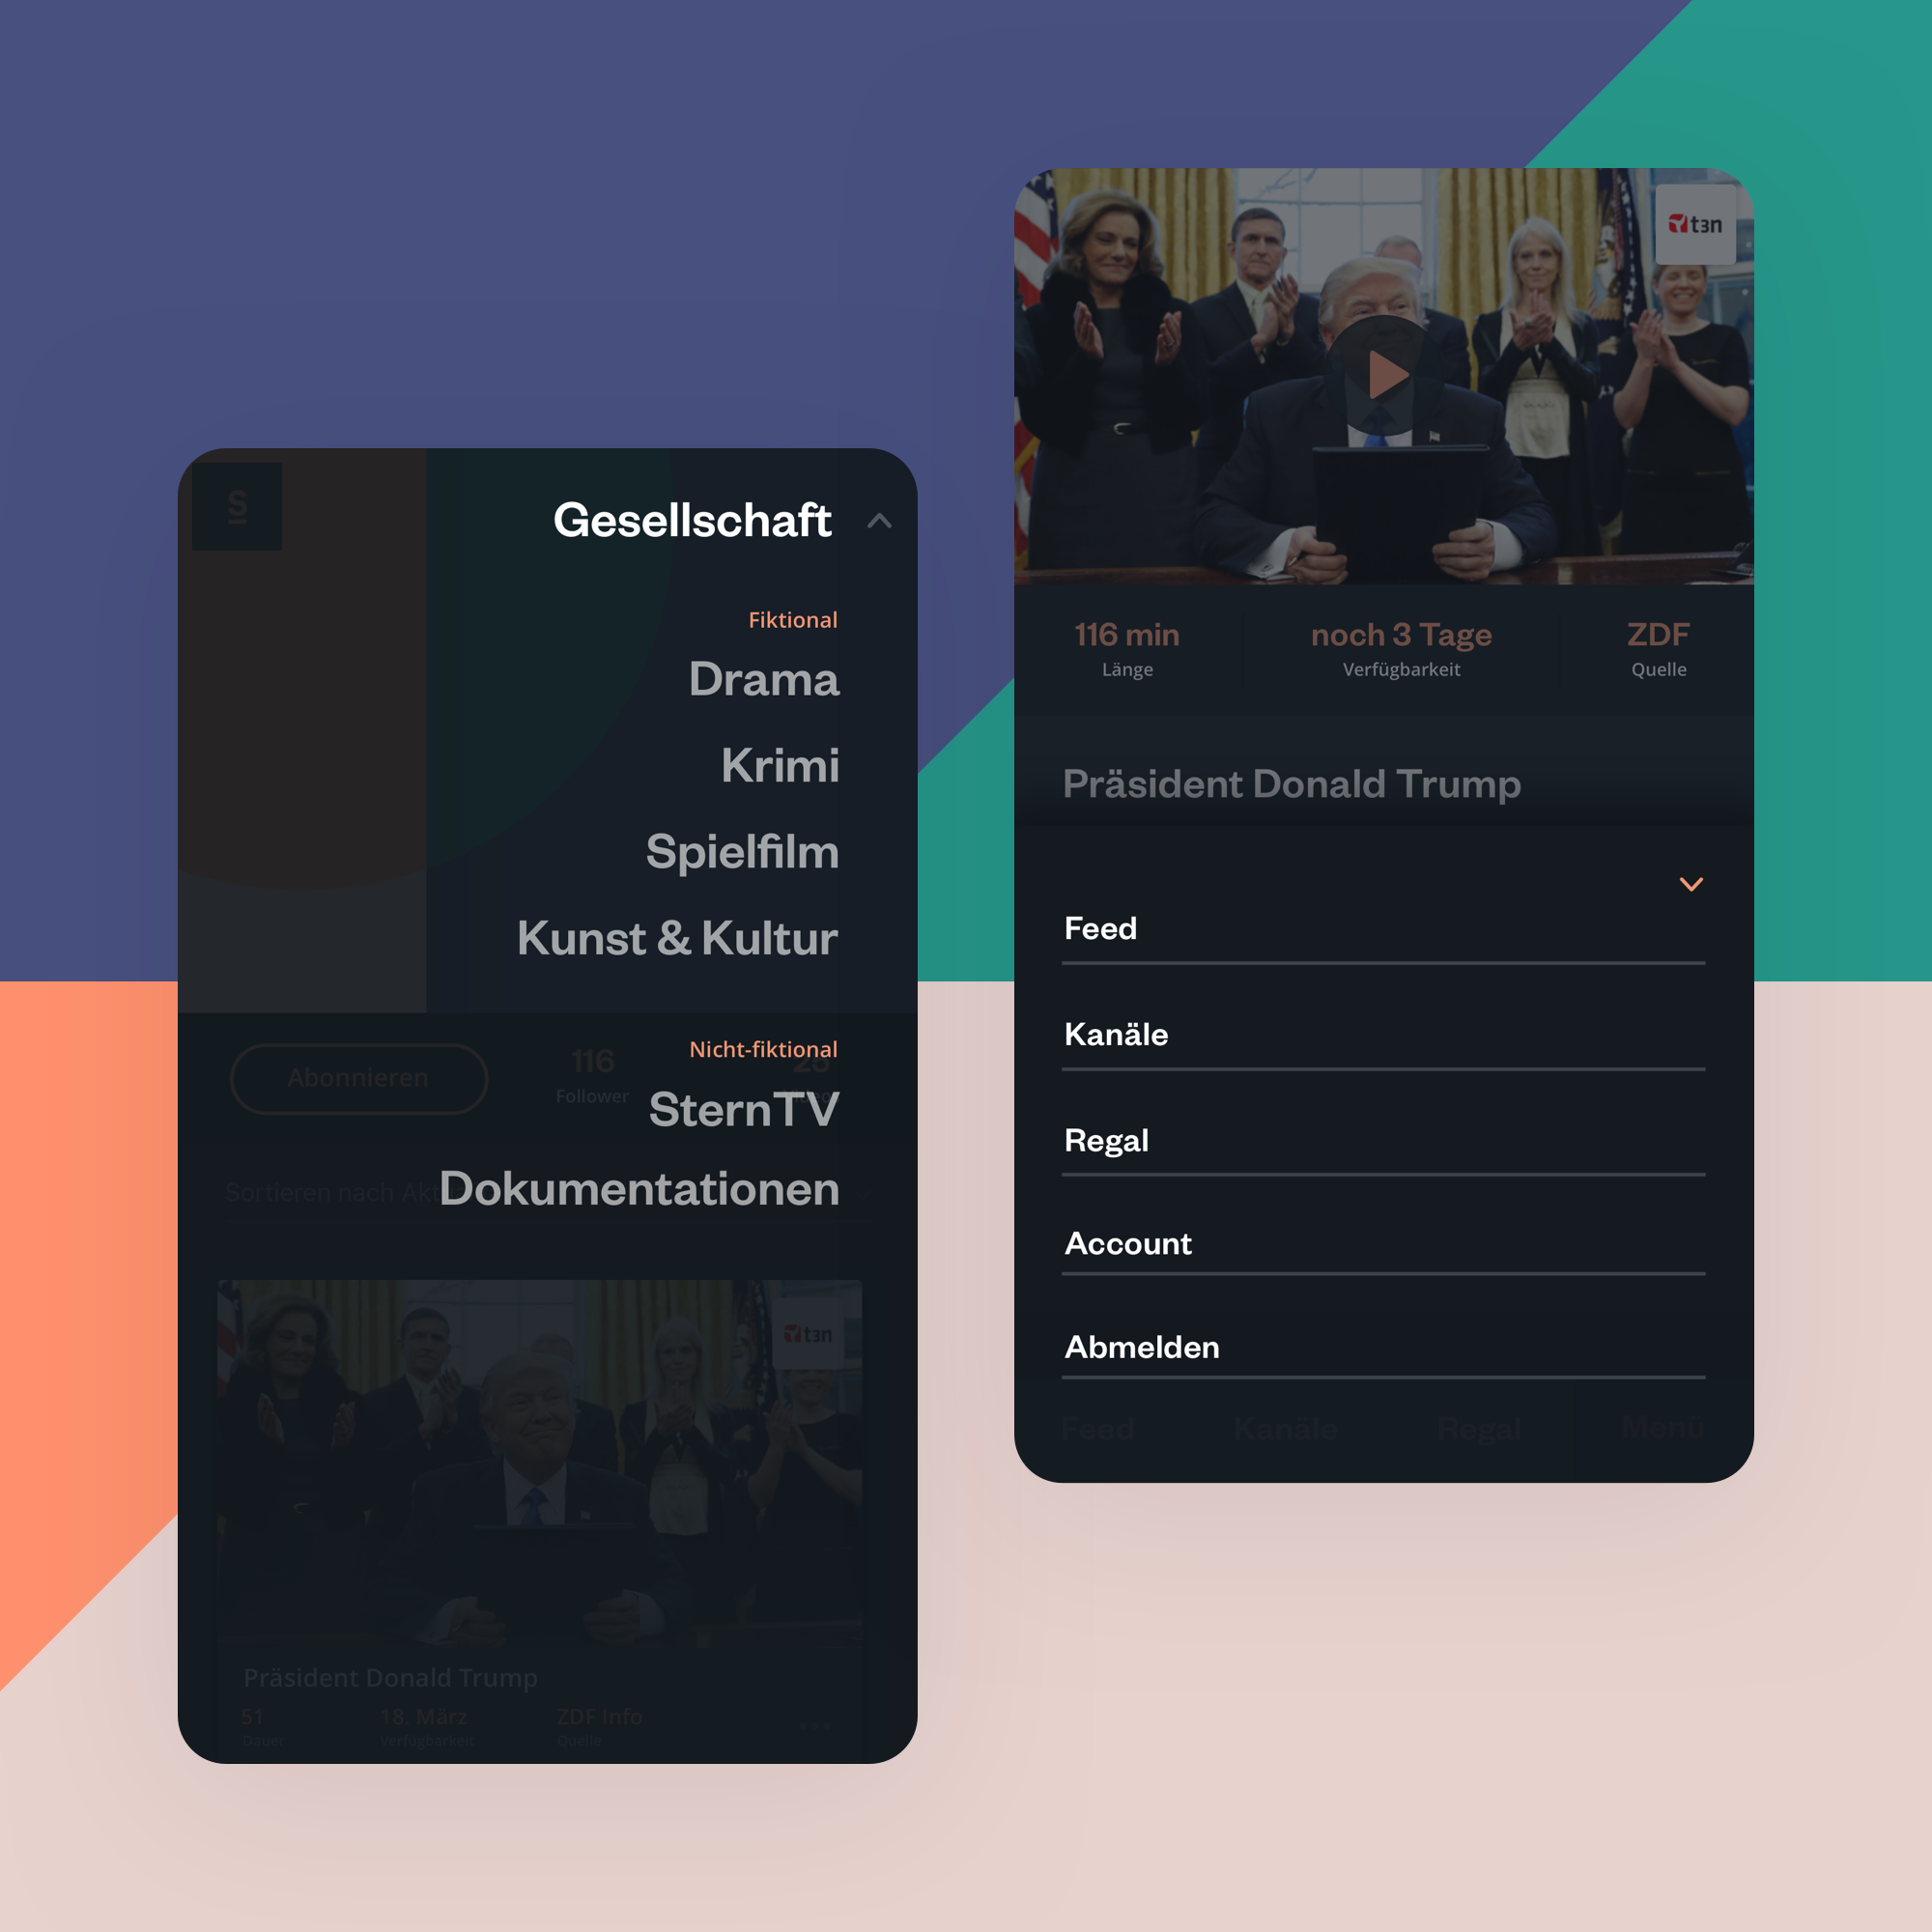 S
Gesellschaft
Fiktional
Drama
Krimi
Spielfilm
Kunst & Kultur
Nicht-fiktional
Abonnieren
116
25
Follower
SternTV
Sortieren nach
Dokumentationen
t3n
Präsident Donald Trump
51
18. März
ZDF Info
Dauer
Verfügbarkeit
Quelle
t3n
116 min
noch 3 Tage
ZDF
Länge
Verfügbarkeit
Quelle
Präsident Donald Trump
Feed
Kanäle
Regal
Account
Abmelden
Feed
Kanäle
Regal
Menü